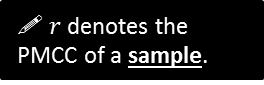 ✏ r denotes the
PMCC of a sample.